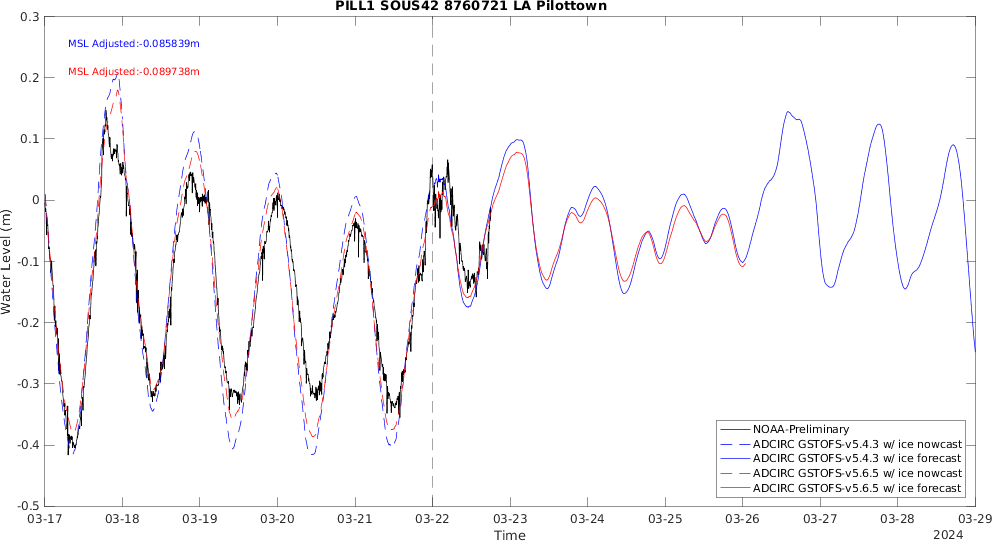 PILL1 SOUS42 8760721 LA Pilottown
MSL Adjusted:-0.085839m
MSL Adjusted:-0.089738m
Water Level (m)
0.3
0.2
0.1
0
-0.1
-0.2
-0.3
-0.4
-0.5
NOAA-Preliminary
ADCIRC GSTOFS-v5.4.3 w/ ice nowcast
ADCIRC GSTOFS-v5.4.3 w/ ice forecast
ADCIRC GSTOFS-v5.6.5 w/ ice nowcast
ADCIRC GSTOFS-v5.6.5 w/ ice forecast
03-17 03-18 03-19 03-20 03-21 03-22 03-23 03-24 03-25 03-26 03-27 03-28 03-29
Time
2024